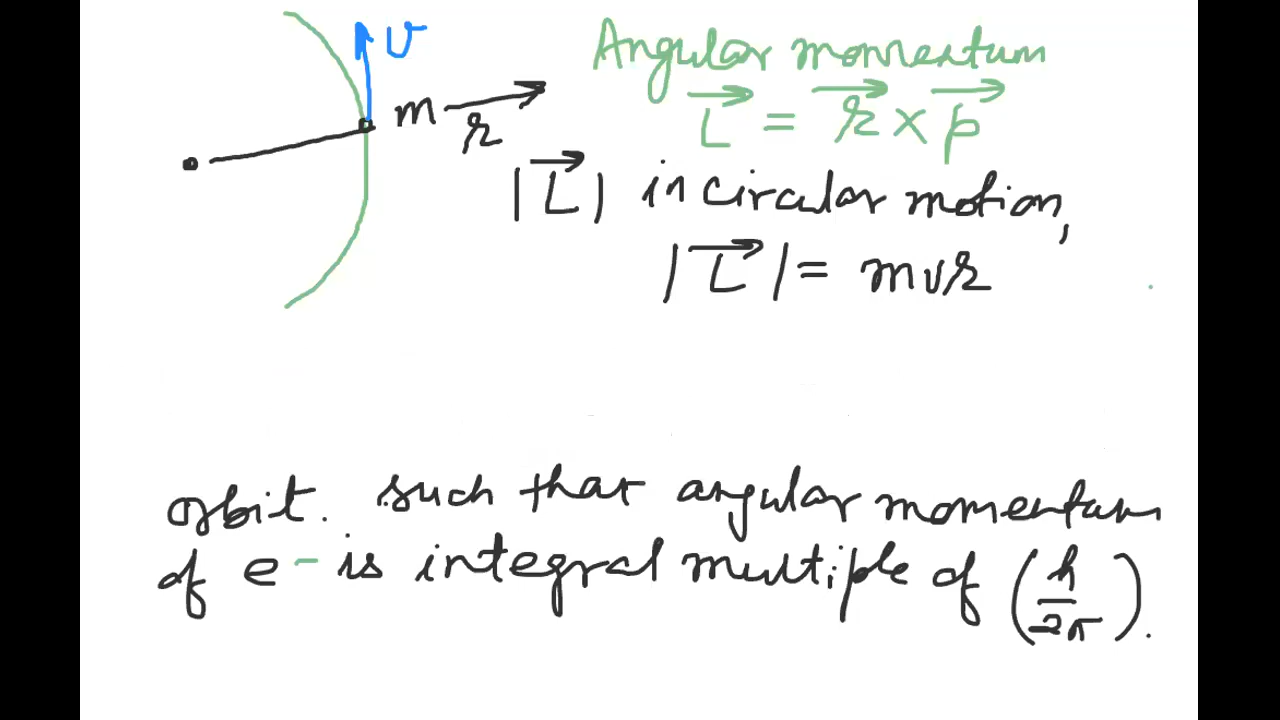 v
Angular momentum
m
r
L = r x p
|L| in circular motion,
|L| = mvr
orbit. such that angular momentum
of e - is integral multiple of (h/2π).